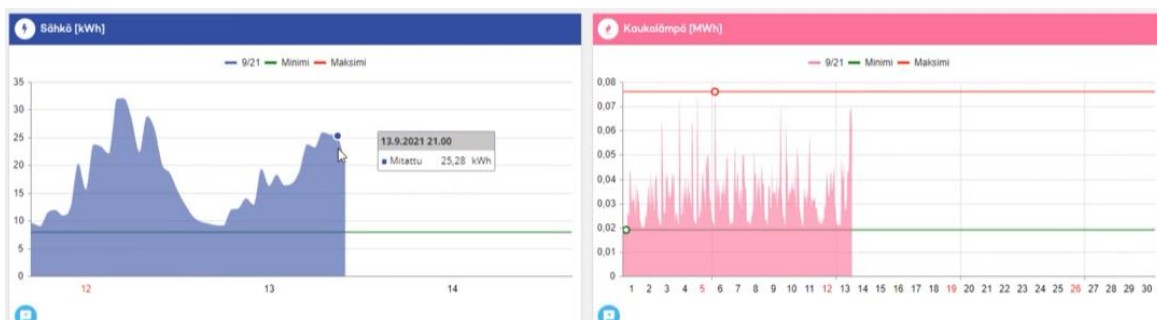 Sähkö [kWh]
9/21 Minimi Maksimi
35
30
25
20
15
10
5
0
13.9.2021 21.00
Mitattu 25,28 kWh
12 13 14
Kaukolämpö [MWh]
9/21 Minimi Maksimi
0,08
0,07
0,06
0,05
0,04
0,03
0,02
0,01
0
1 2 3 4 5 6 7 8 9 10 11 12 13 14 15 16 17 18 19 20 21 22 23 24 25 26 27 28 29 30